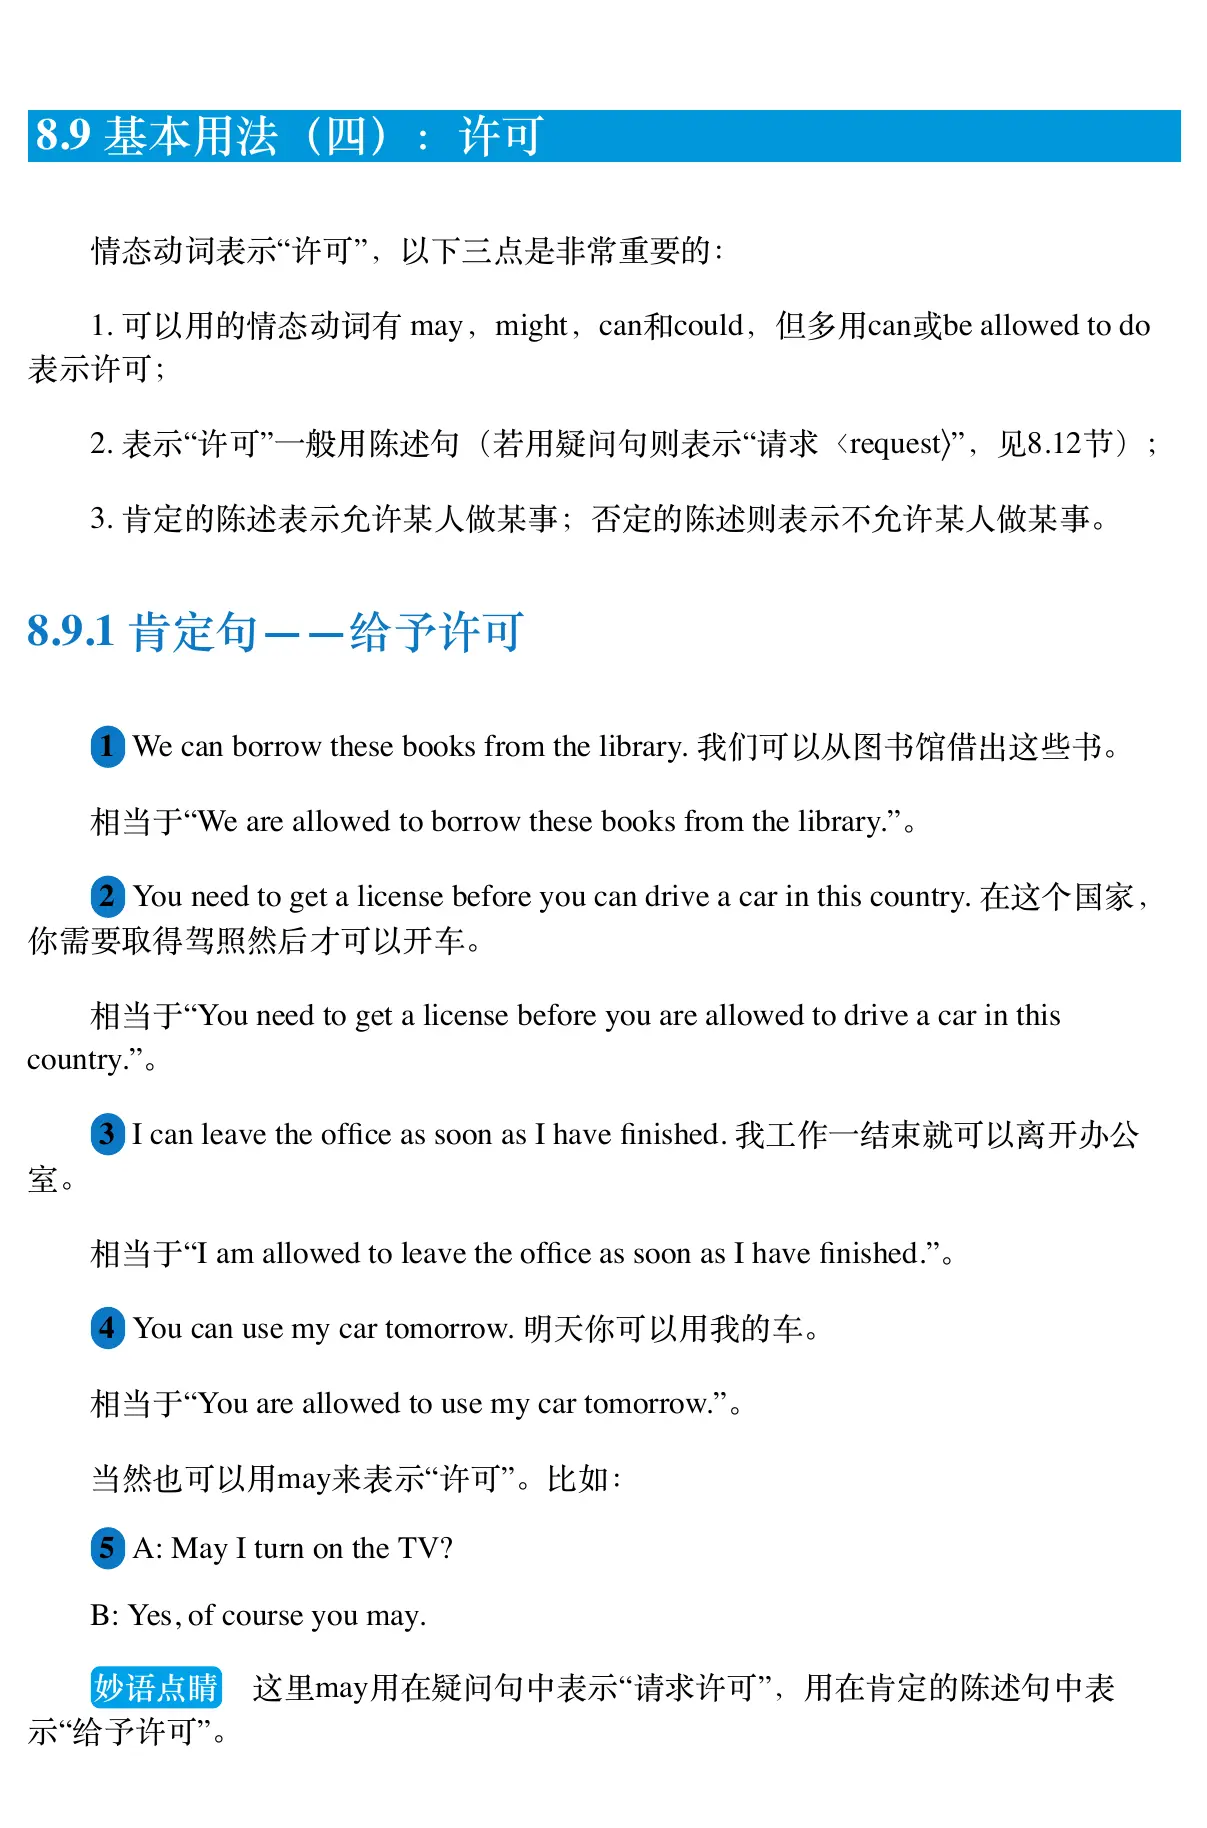 8.9 基本用法（四）：许可
情态动词表示“许可”，以下三点是非常重要的：
1. 可以用的情态动词有 may，might，can和could，但多用can或be allowed to do
表示许可；
2. 表示“许可”一般用陈述句（若用疑问句则表示“请求〈request〉”，见8.12节）；
3. 肯定的陈述表示允许某人做某事；否定的陈述则表示不允许某人做某事。
8.9.1 肯定句——给予许可
1 We can borrow these books from the library. 我们可以从图书馆借出这些书。
相当于“We are allowed to borrow these books from the library.”。
2 You need to get a license before you can drive a car in this country. 在这个国家，
你需要取得驾照然后才可以开车。
相当于“You need to get a license before you are allowed to drive a car in this
country.”。
3 I can leave the office as soon as I have finished. 我工作一结束就可以离开办公
室。
相当于“I am allowed to leave the office as soon as I have finished.”。
4 You can use my car tomorrow. 明天你可以用我的车。
相当于“You are allowed to use my car tomorrow.”。
当然也可以用may来表示“许可”。比如：
5 A: May I turn on the TV?
B: Yes, of course you may.
妙语点睛 这里may用在疑问句中表示“请求许可”，用在肯定的陈述句中表
示“给予许可”。